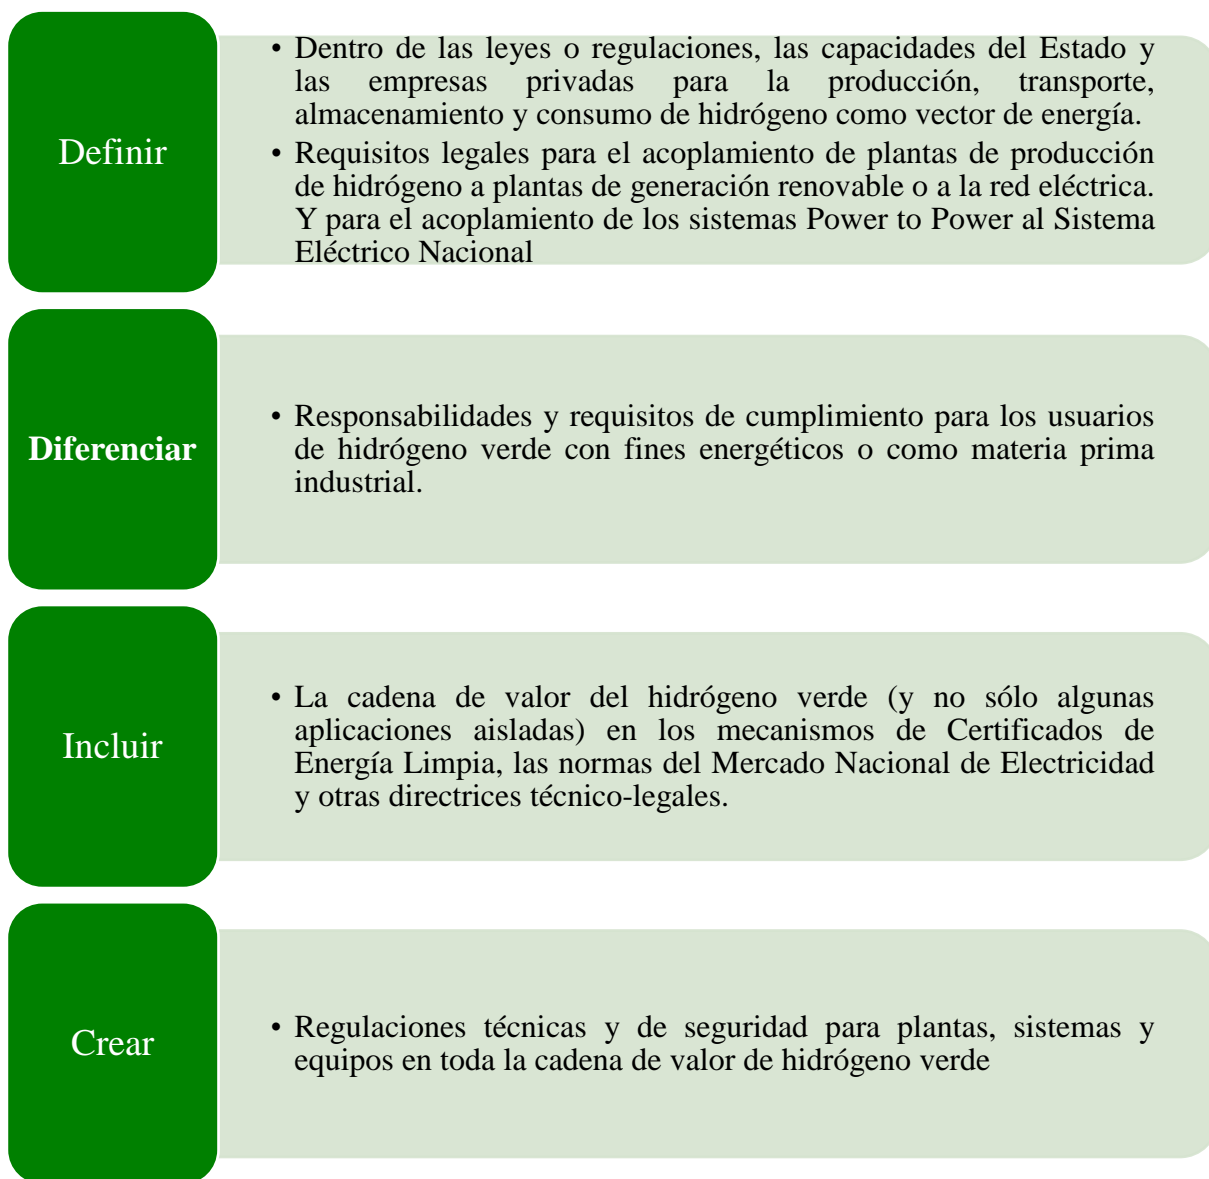 Definir
• Dentro de las leyes o regulaciones, las capacidades del Estado y
las empresas privadas para la producción, transporte,
almacenamiento y consumo de hidrógeno como vector de energía.
• Requisitos legales para el acoplamiento de plantas de producción
de hidrógeno a plantas de generación renovable o a la red eléctrica.
Y para el acoplamiento de los sistemas Power to Power al Sistema
Eléctrico Nacional
Diferenciar
• Responsabilidades y requisitos de cumplimiento para los usuarios
de hidrógeno verde con fines energéticos o como materia prima
industrial.
Incluir
• La cadena de valor del hidrógeno verde (y no sólo algunas
aplicaciones aisladas) en los mecanismos de Certificados de
Energía Limpia, las normas del Mercado Nacional de Electricidad
y otras directrices técnico-legales.
Crear
• Regulaciones técnicas y de seguridad para plantas, sistemas y
equipos en toda la cadena de valor de hidrógeno verde